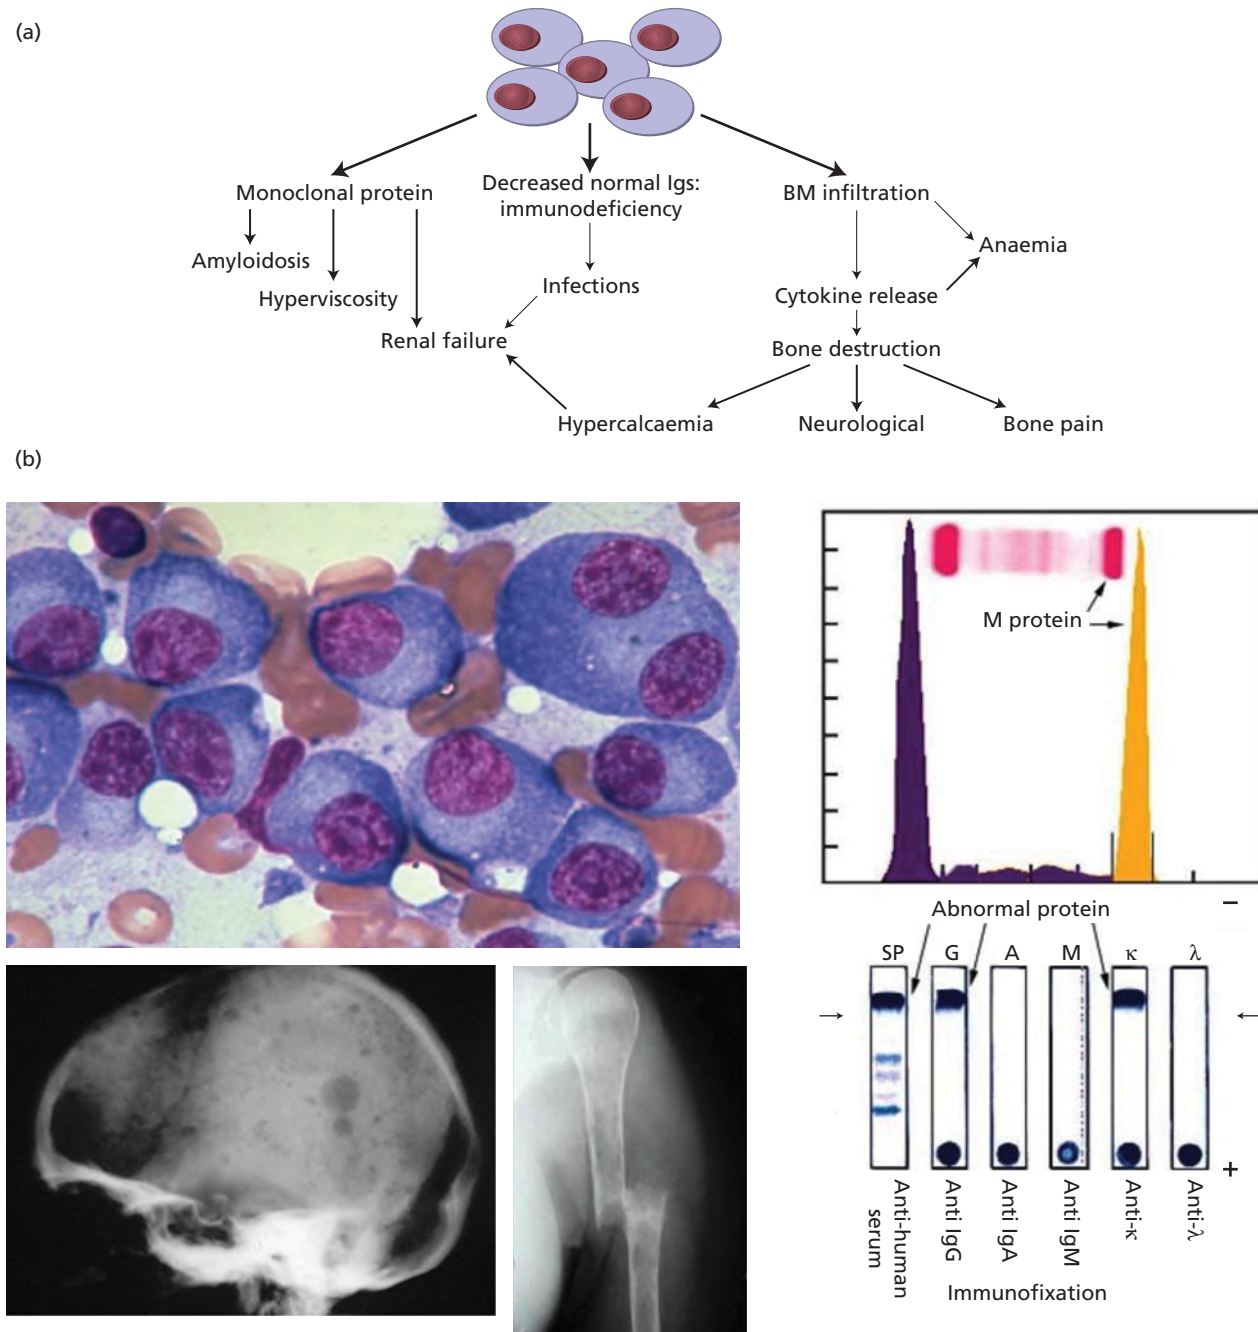 (a)
Monoclonal protein
Decreased normal Igs:
immunodeficiency
BM infiltration
Anaemia
Amyloidosis
Hyperviscosity
Infections
Cytokine release
Renal failure
Bone destruction
Hypercalcaemia
Neurological
Bone pain
(b)
M protein
Abnormal protein
−
SP
G
A
M
κ
λ
+
Anti-human
serum
Anti IgG
Anti IgA
Anti IgM
Anti-κ
Anti-λ
Immunofixation